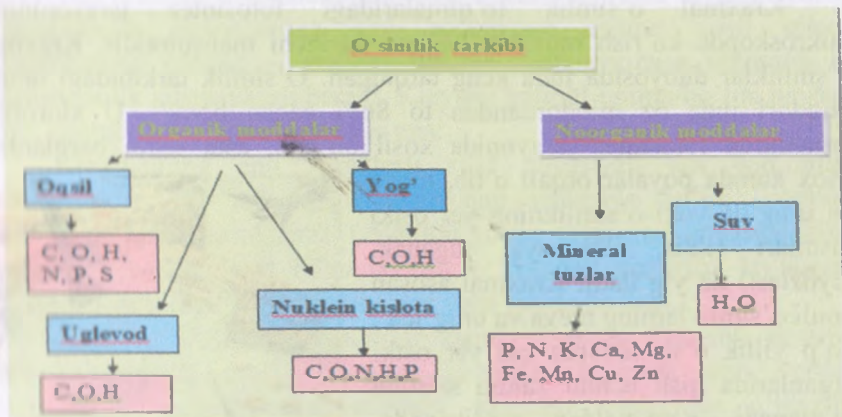 O`simlik tarkibi
Organik moddalar
Noorganik moddalar
Oqsil
Yog’
Mineral
tuzlar
Suv
C, O, H,
N, P, S
C,O,H
Nuklein kislota
H,O
Uglevod
C,O,N,H,P
P, N, K, Ca, Mg,
Fe, Mn, Cu, Zn
C,O,H